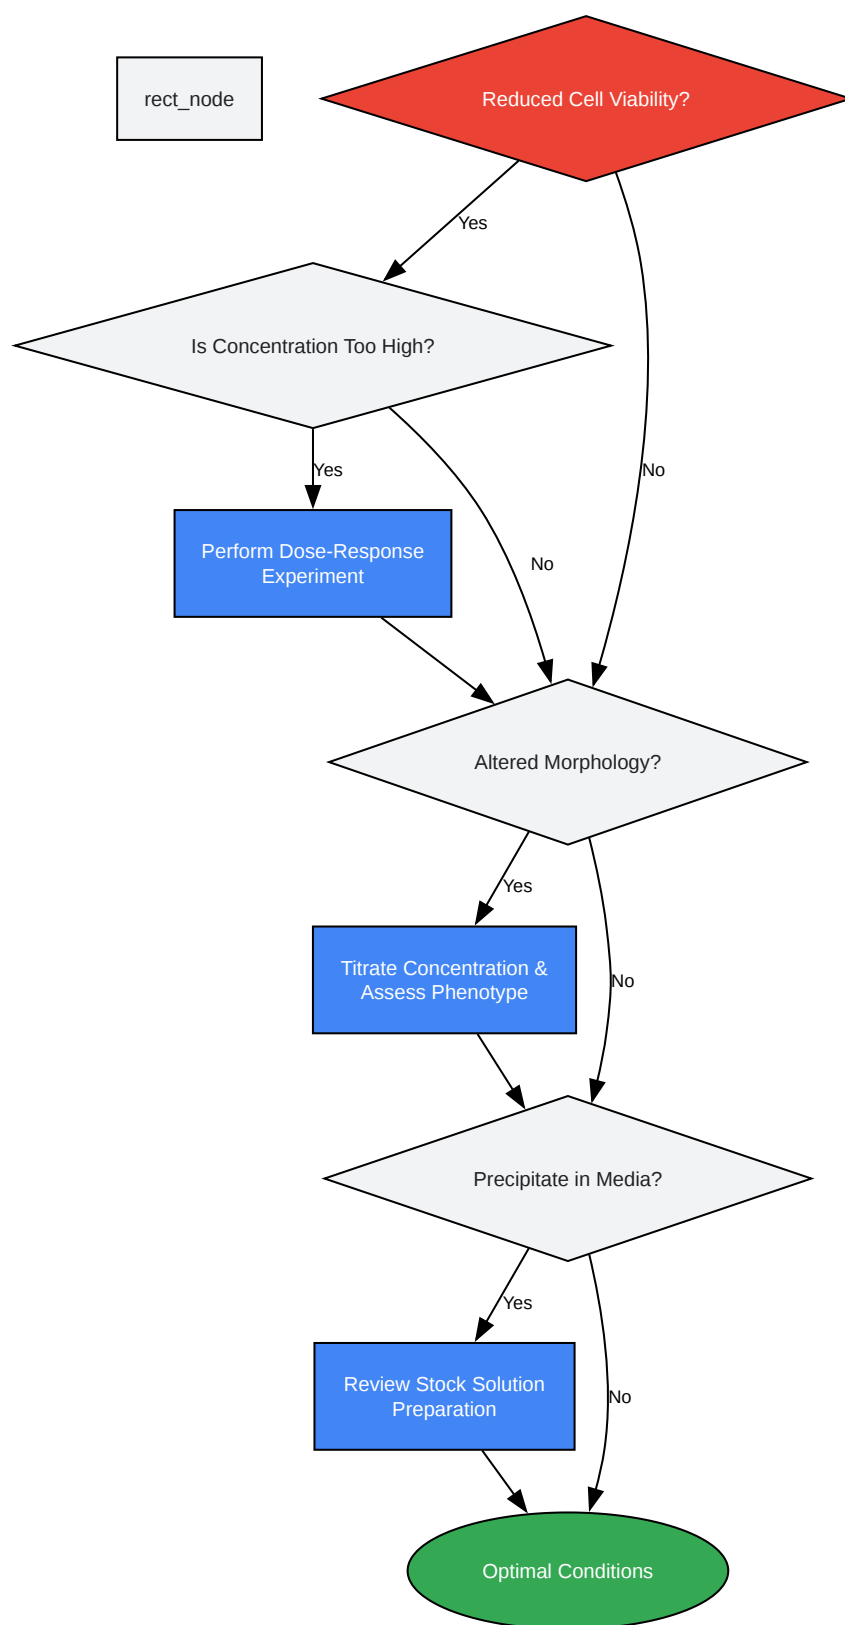 rect_node
Reduced Cell Viability?
Yes
Is Concentration Too High?
Yes
No
Perform Dose-Response
Experiment
No
Altered Morphology?
Yes
Titrate Concentration &
Assess Phenotype
No
Precipitate in Media?
Yes
Review Stock Solution
Preparation
No
Optimal Conditions